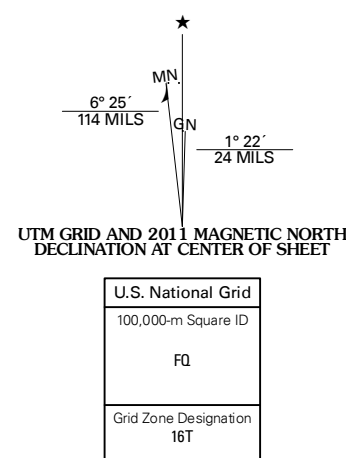 ★
MN.
6° 25´
114 MILS
GN
1° 22´
24 MILS
UTM GRID AND 2011 MAGNETIC NORTH
DECLINATION AT CENTER OF SHEET
U.S. National Grid
100,000-m Square ID
FQ
Grid Zone Designation
16T